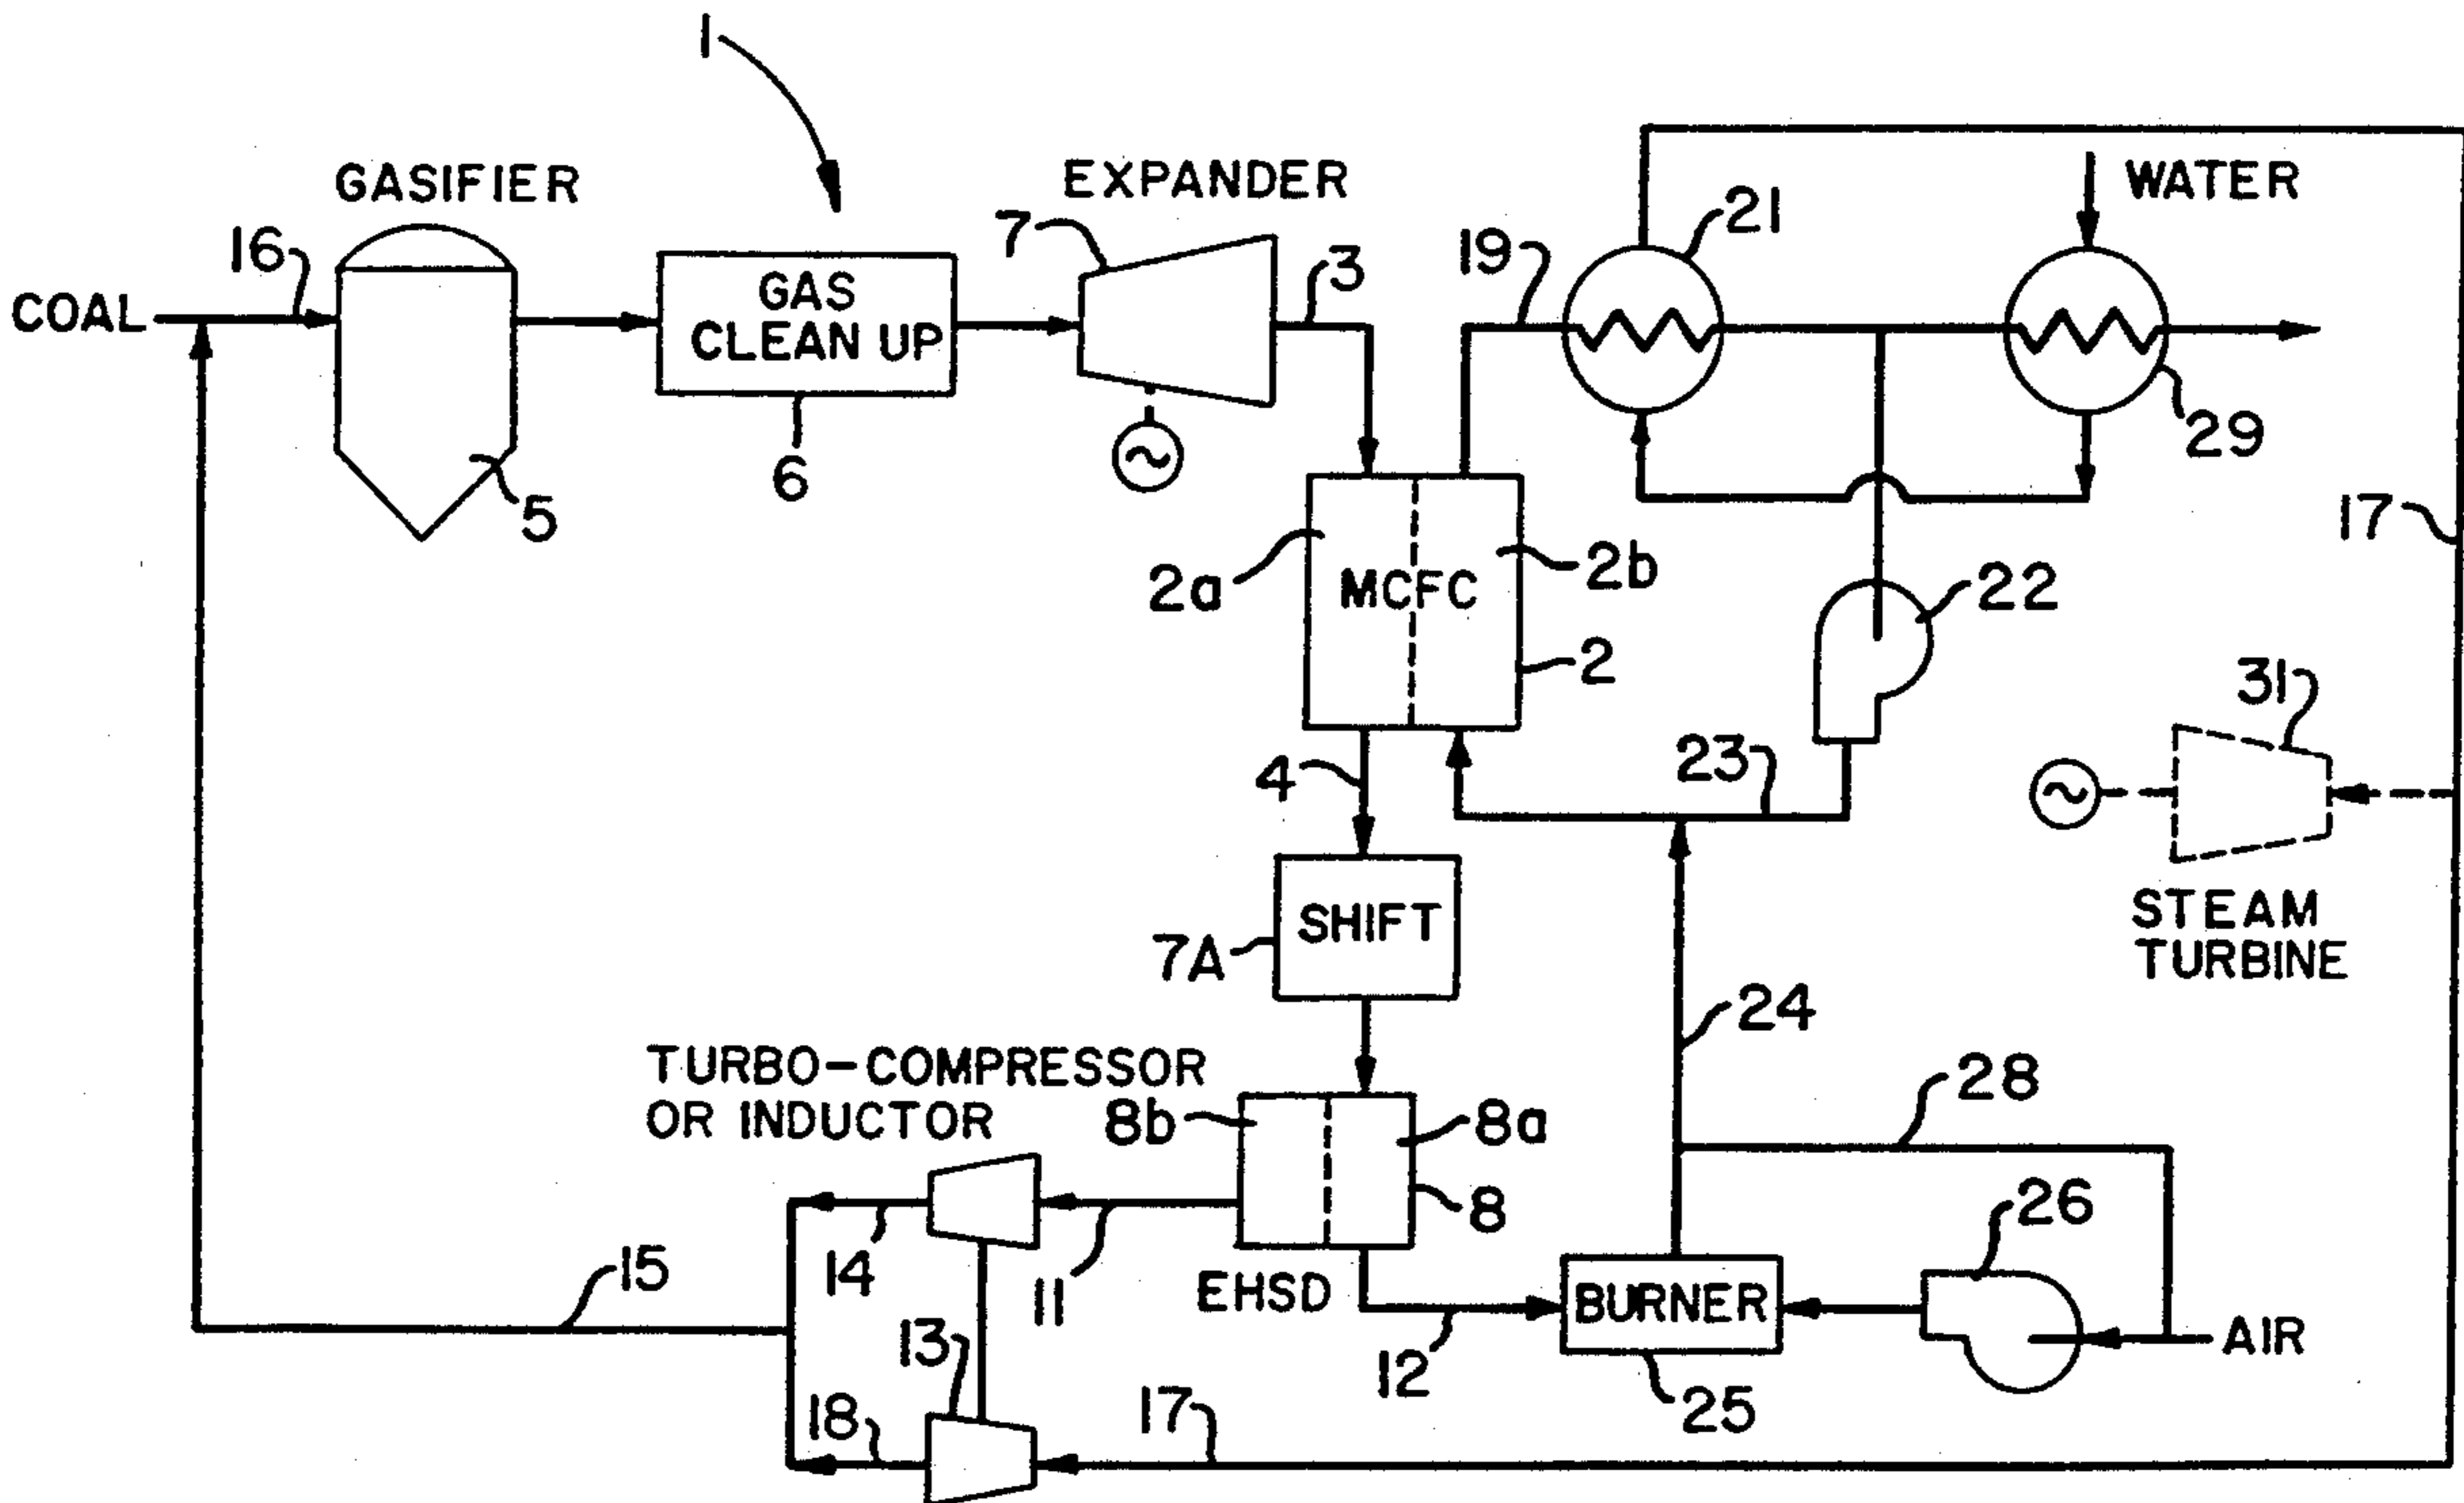 1
GASIFIER
EXPANDER
WATER
16
7
3
19
21
COAL
GAS
CLEAN UP
6
5
29
17
2a
MCFC
2b
2
22
31
4
23
SHIFT
7A
STEAM
TURBINE
24
TURBO-COMPRESSOR
OR INDUCTOR
8b
8a
28
8
26
14
11
EHSD
15
BURNER
AIR
13
12
25
18
17